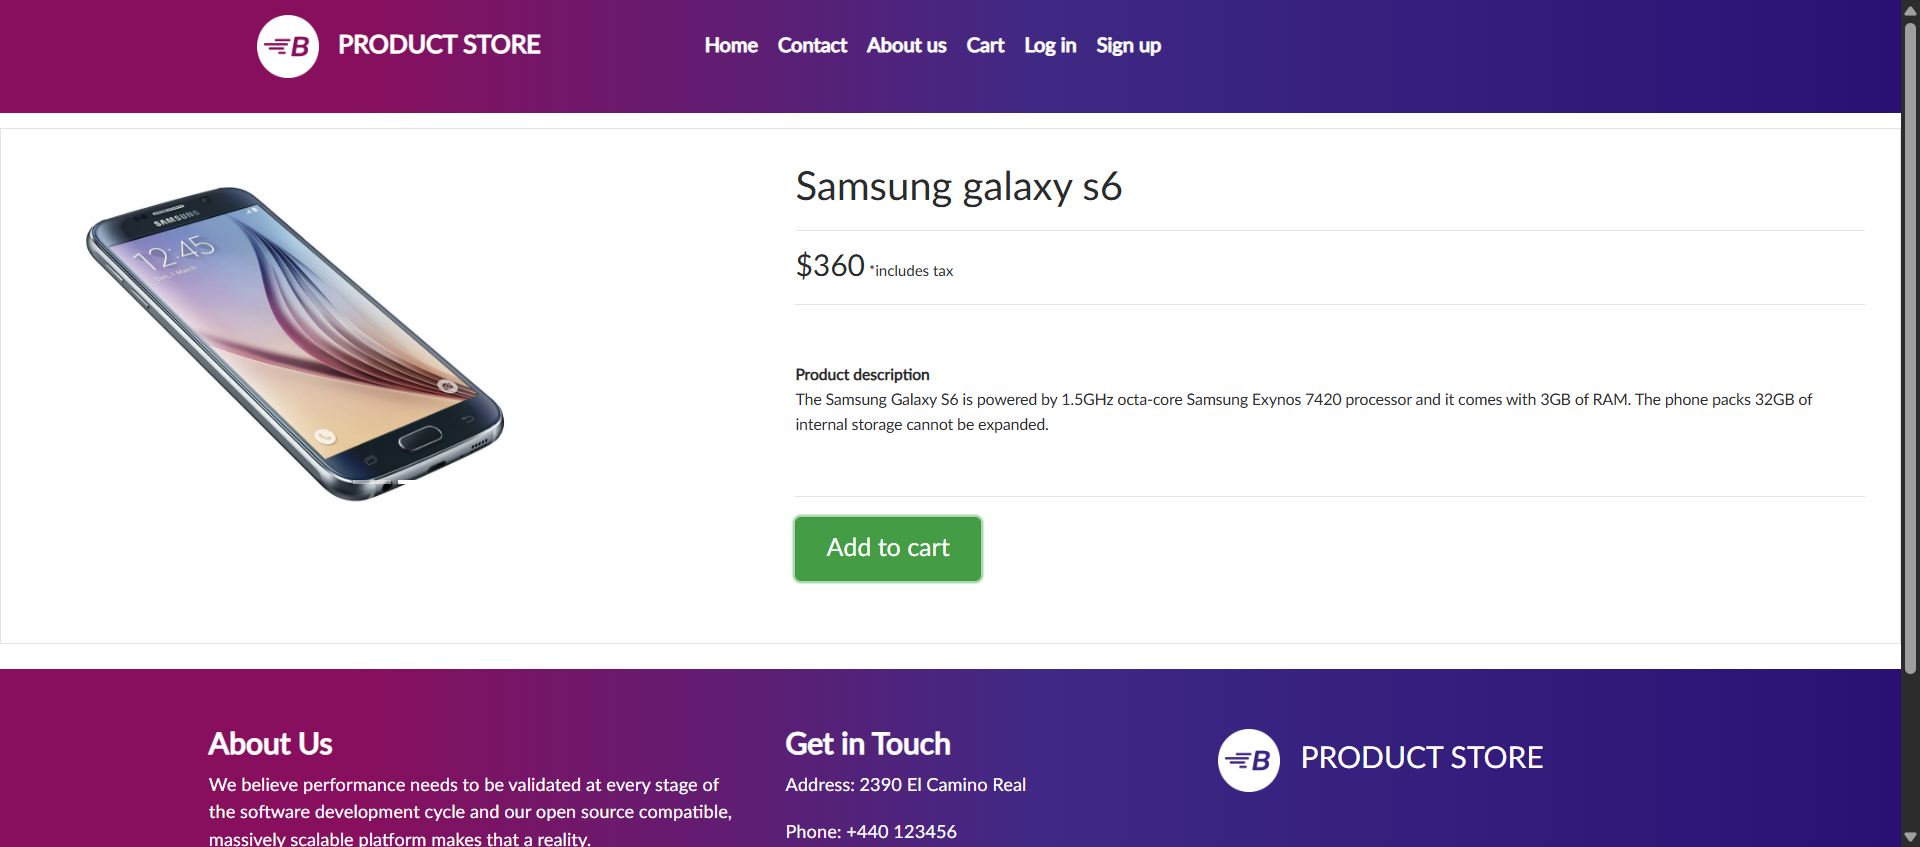 B PRODUCT STORE
Home Contact About us Cart Log in Sign up
SAMSUNG
12:45
Sun, 1 March
Samsung galaxy s6
$360 *includes tax
Product description
The Samsung Galaxy S6 is powered by 1.5GHz octa-core Samsung Exynos 7420 processor and it comes with 3GB of RAM. The phone packs 32GB of
internal storage cannot be expanded.
Add to cart
About Us
We believe performance needs to be validated at every stage of
the software development cycle and our open source compatible,
massively scalable platform makes that a reality.
Get in Touch
Address: 2390 El Camino Real
Phone: +440 123456
B PRODUCT STORE